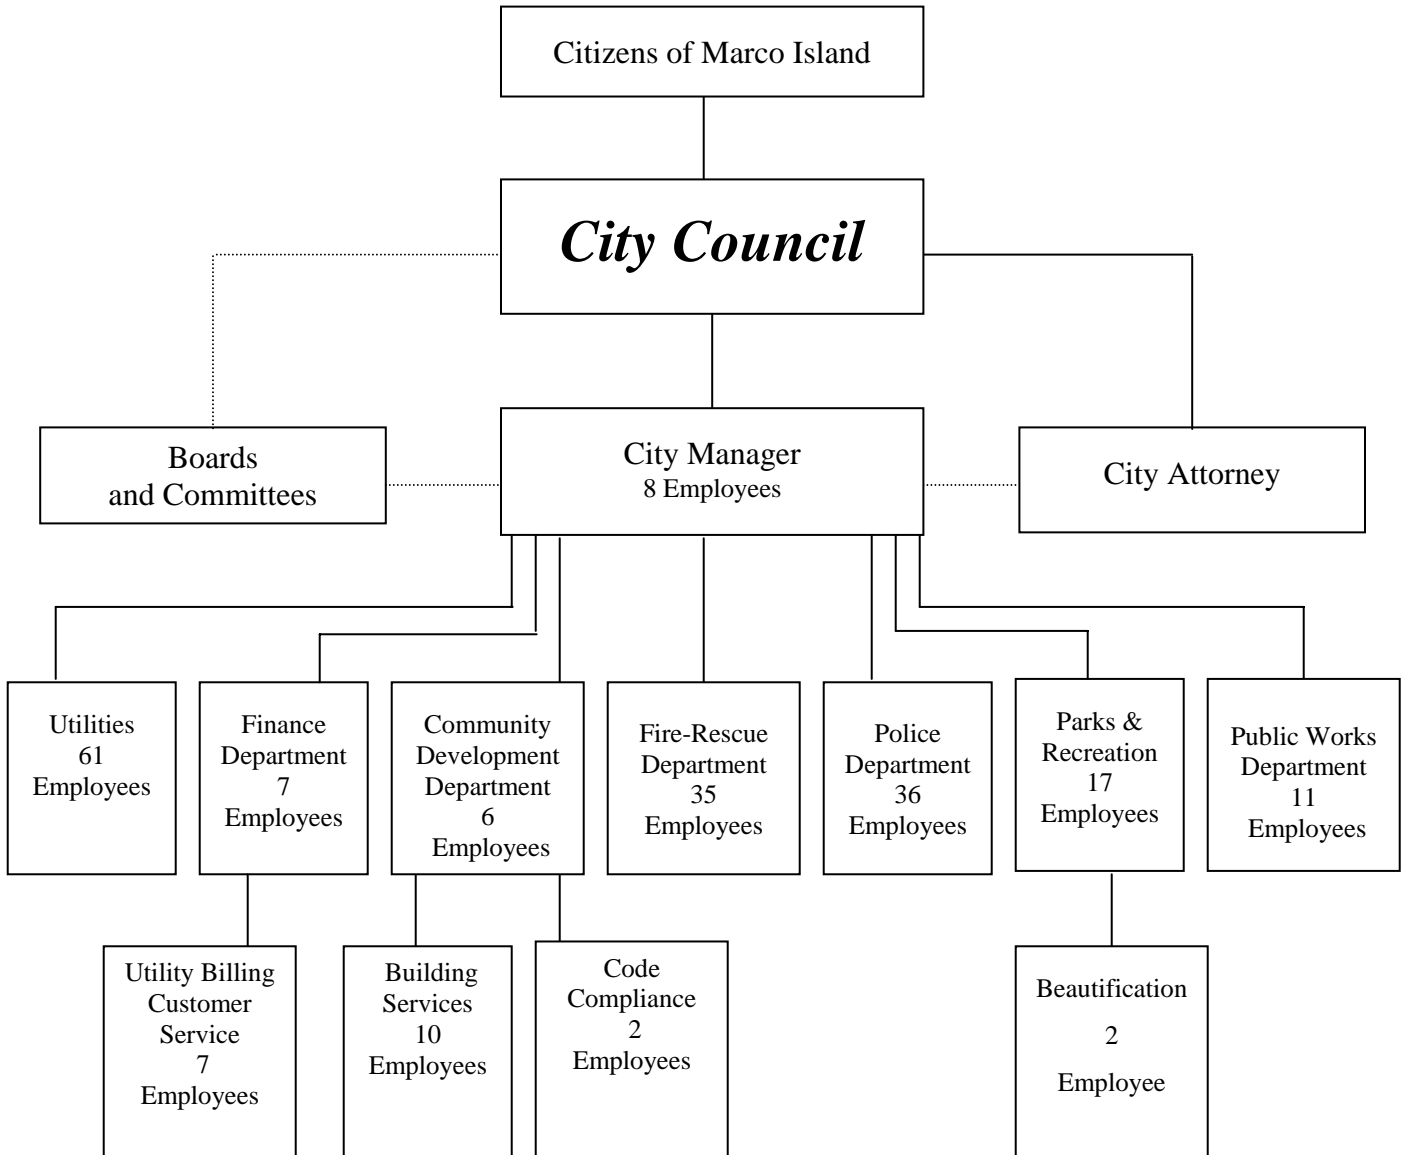 Citizens of Marco Island
City Council
Boards
and Committees
City Manager
8 Employees
City Attorney
Utilities
61
Employees
Finance
Department
7
Employees
Community
Development
Department
6
Employees
Fire-Rescue
Department
35
Employees
Police
Department
36
Employees
Parks &
Recreation
17
Employees
Public Works
Department
11
Employees
Utility Billing
Customer
Service
7
Employees
Building
Services
10
Employees
Code
Compliance
2
Employees
Beautification
2
Employee